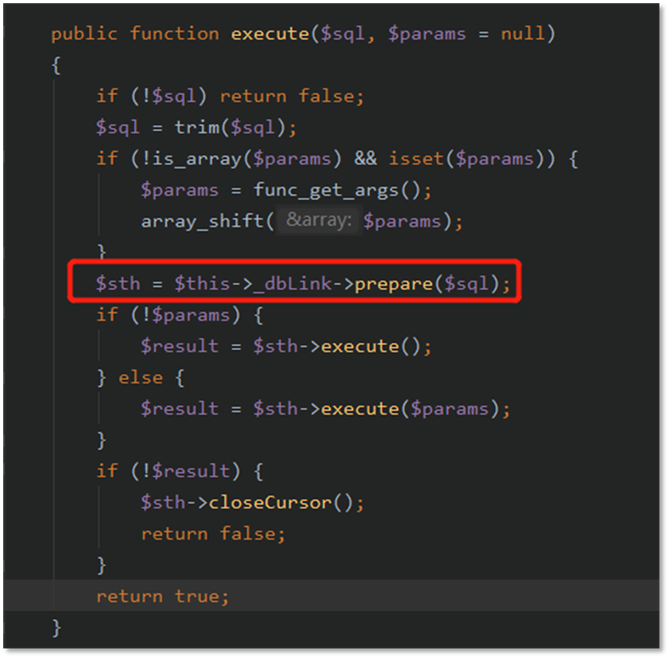 public function execute($sql, $params = null)
{
if (!$sql) return false;
$sql = trim($sql);
if (!is_array($params) && isset($params)) {
$params = func_get_args();
array_shift( &array: $params);
}
$sth = $this->_dbLink->prepare($sql);
if (!$params) {
$result = $sth->execute();
} else {
$result = $sth->execute($params);
}
if (!$result) {
$sth->closeCursor();
return false;
}
return true;
}